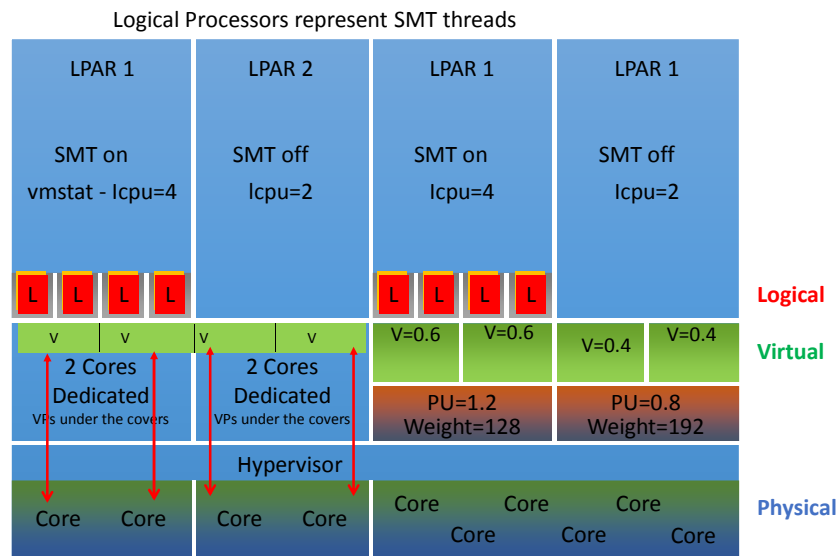 Logical Processors represent SMT threads
LPAR 1
SMT on
vmstat - Icpu=4
L L L L
LPAR 2
SMT off
lcpu=2
LPAR 1
SMT on
Icpu=4
L L L L
LPAR 1
SMT off
Icpu=2
Logical
v v v v
V=0.6 V=0.6
V=0.4 V=0.4
Virtual
2 Cores
Dedicated
VPs under the covers
2 Cores
Dedicated
VPs under the covers
PU=1.2
Weight=128
PU=0.8
Weight=192
Hypervisor
Core Core Core Core
Core Core Core
Core Core Core
Physical